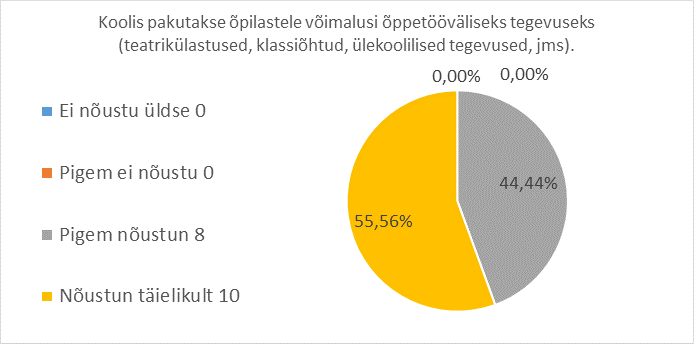 Koolis pakutakse õpilastele võimalusi õppetööväliseks tegevuseks
(teatrikülastused, klassiõhtud, ülekoolilised tegevused, jms).
0,00% 0,00%
Ei nõustu üldse 0
Pigem ei nõustu 0
44,44%
55,56%
Pigem nõustun 8
Nõustun täielikult 10